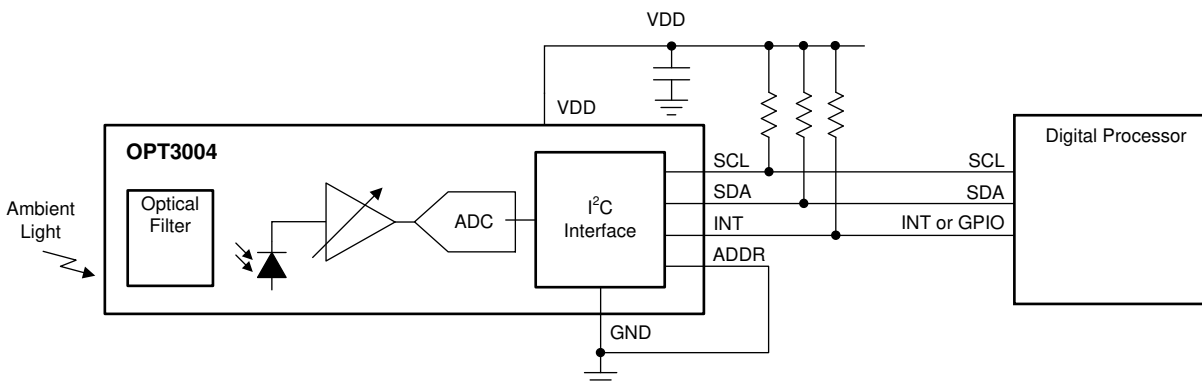 VDD
VDD
OPT3004
Digital Processor
SCL
SCL
Optical
Filter
SDA
SDA
Ambient
Light
ADC
I²C
Interface
INT
INT or GPIO
ADDR
GND